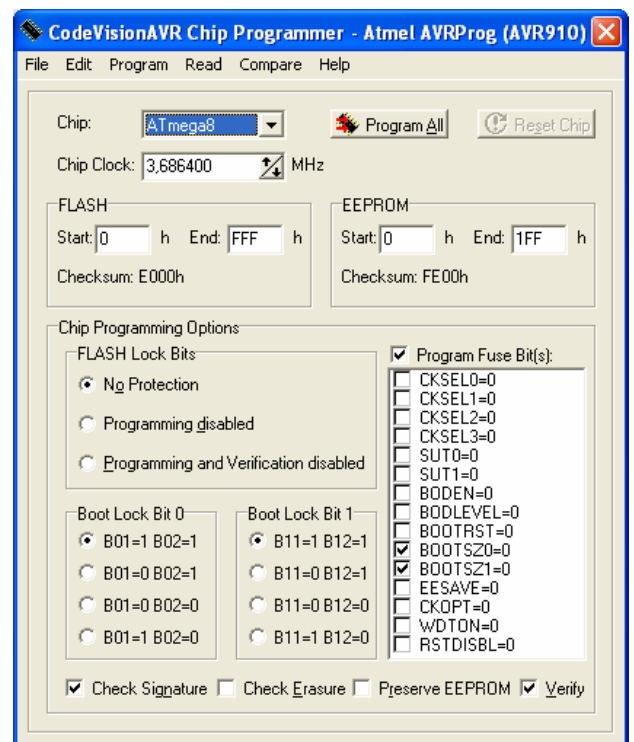 CodeVisionAVR Chip Programmer - Atmel AVRProg (AVR910)
File Edit Program Read Compare Help
Chip: ATmega8 Program All Reset Chip
Chip Clock: 3,686400 MHz
FLASH
Start: 0 h End: FFF h
Checksum: E000h
EEPROM
Start: 0 h End: 1FF h
Checksum: FE00h
Chip Programming Options
FLASH Lock Bits
No Protection
Programming disabled
Programming and Verification disabled
Boot Lock Bit 0
B01=1 B02=1
B01=0 B02=1
B01=0 B02=0
B01=1 B02=0
Boot Lock Bit 1
B11=1 B12=1
B11=0 B12=1
B11=0 B12=0
B11=1 B12=0
Program Fuse Bit(s):
CKSEL0=0
CKSEL1=0
CKSEL2=0
CKSEL3=0
SUT0=0
SUT1=0
BODEN=0
BODLEVEL=0
BOOTRST=0
BOOTSZ0=0
BOOTSZ1=0
EESAVE=0
CKOPT=0
WDTON=0
RSTDISBL=0
Check Signature Check Erasure Preserve EEPROM Verify